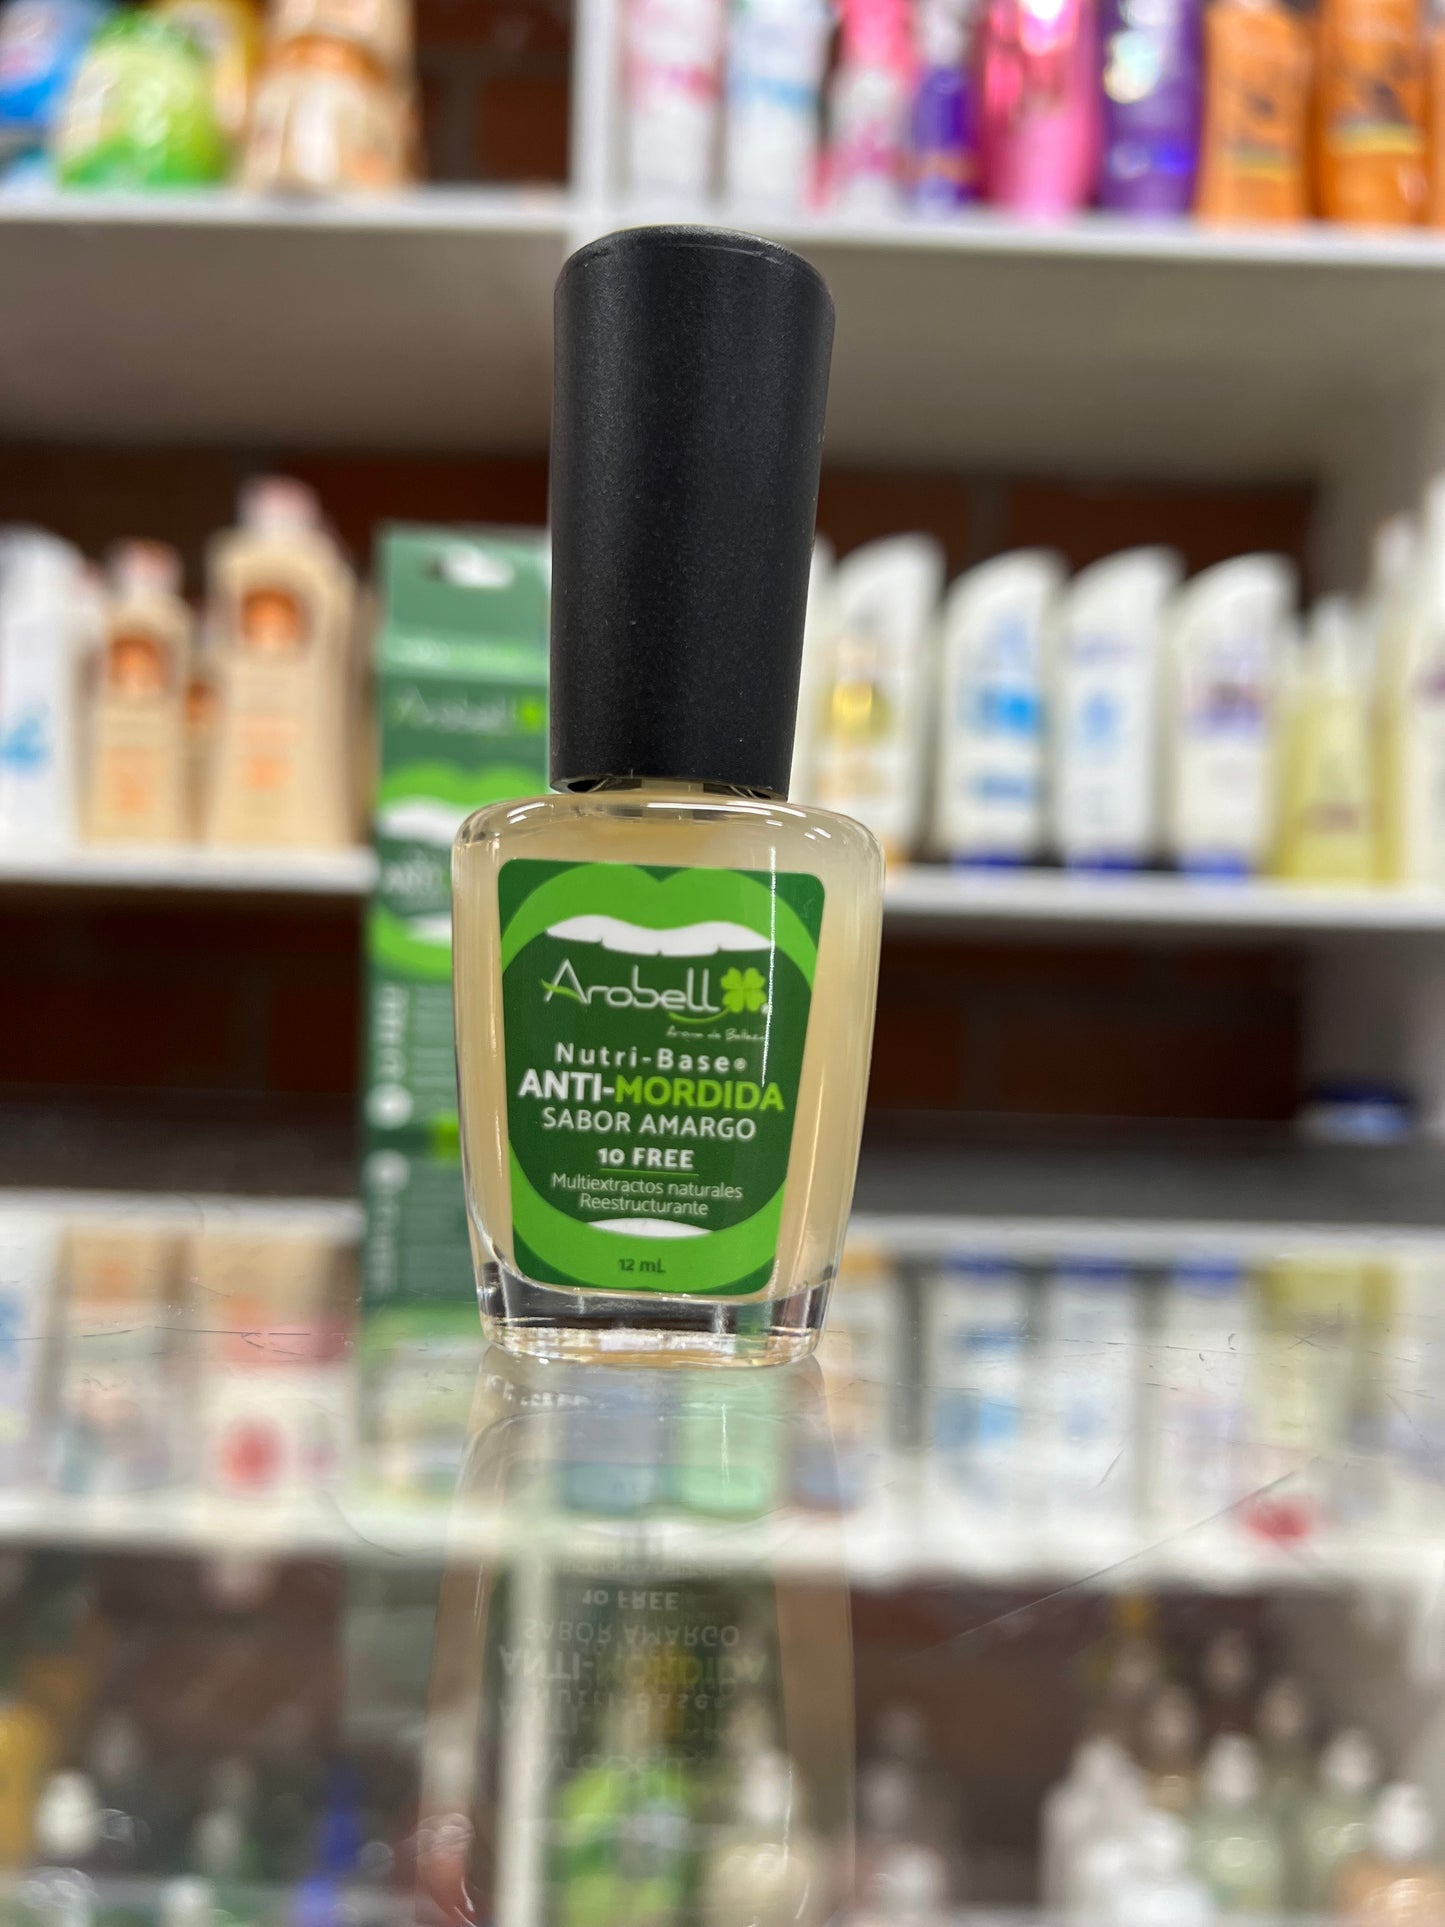 Arobell
Nutri-Base®
ANTI-MORDIDA
SABOR AMARGO
10 FREE
Multiextractos naturales
Reestructurante
12 mL